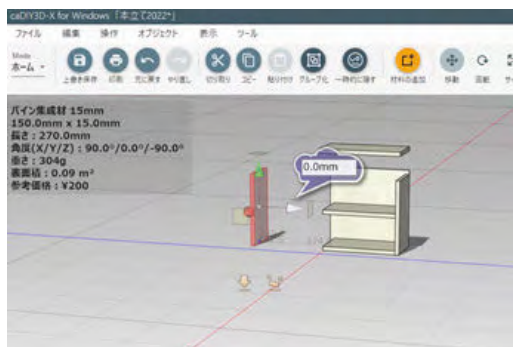 caDIY3D-X for Windows「本立て2022*」
ファイル 編集 操作 オブジェクト 表示 ツール
Mode
ホーム
上書き保存 印刷 元に戻す やり直し 切り取り コピー 貼り付け グループ化 一時的に隠す 材料の追加 移動 回転
パイン集成材 15mm
150.0mm x 15.0mm
長さ：270.0mm
角度(X/Y/Z)：90.0°/0.0°/-90.0°
重さ：304g
表面積：0.09 m²
参考価格：¥200
0.0mm